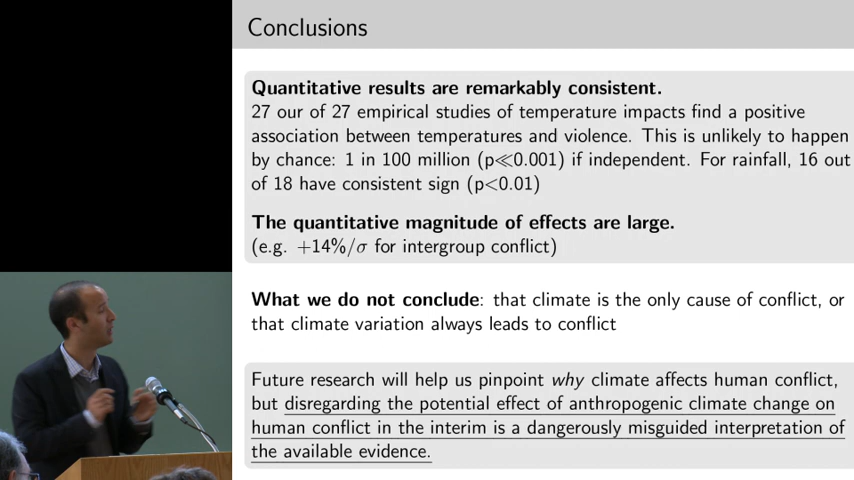 Conclusions
Quantitative results are remarkably consistent.
27 our of 27 empirical studies of temperature impacts find a positive
association between temperatures and violence. This is unlikely to happen
by chance: 1 in 100 million (p≪0.001) if independent. For rainfall, 16 out
of 18 have consistent sign (p<0.01)
The quantitative magnitude of effects are large.
(e.g. +14%/σ for intergroup conflict)
What we do not conclude: that climate is the only cause of conflict, or
that climate variation always leads to conflict
Future research will help us pinpoint why climate affects human conflict,
but disregarding the potential effect of anthropogenic climate change on
human conflict in the interim is a dangerously misguided interpretation of
the available evidence.